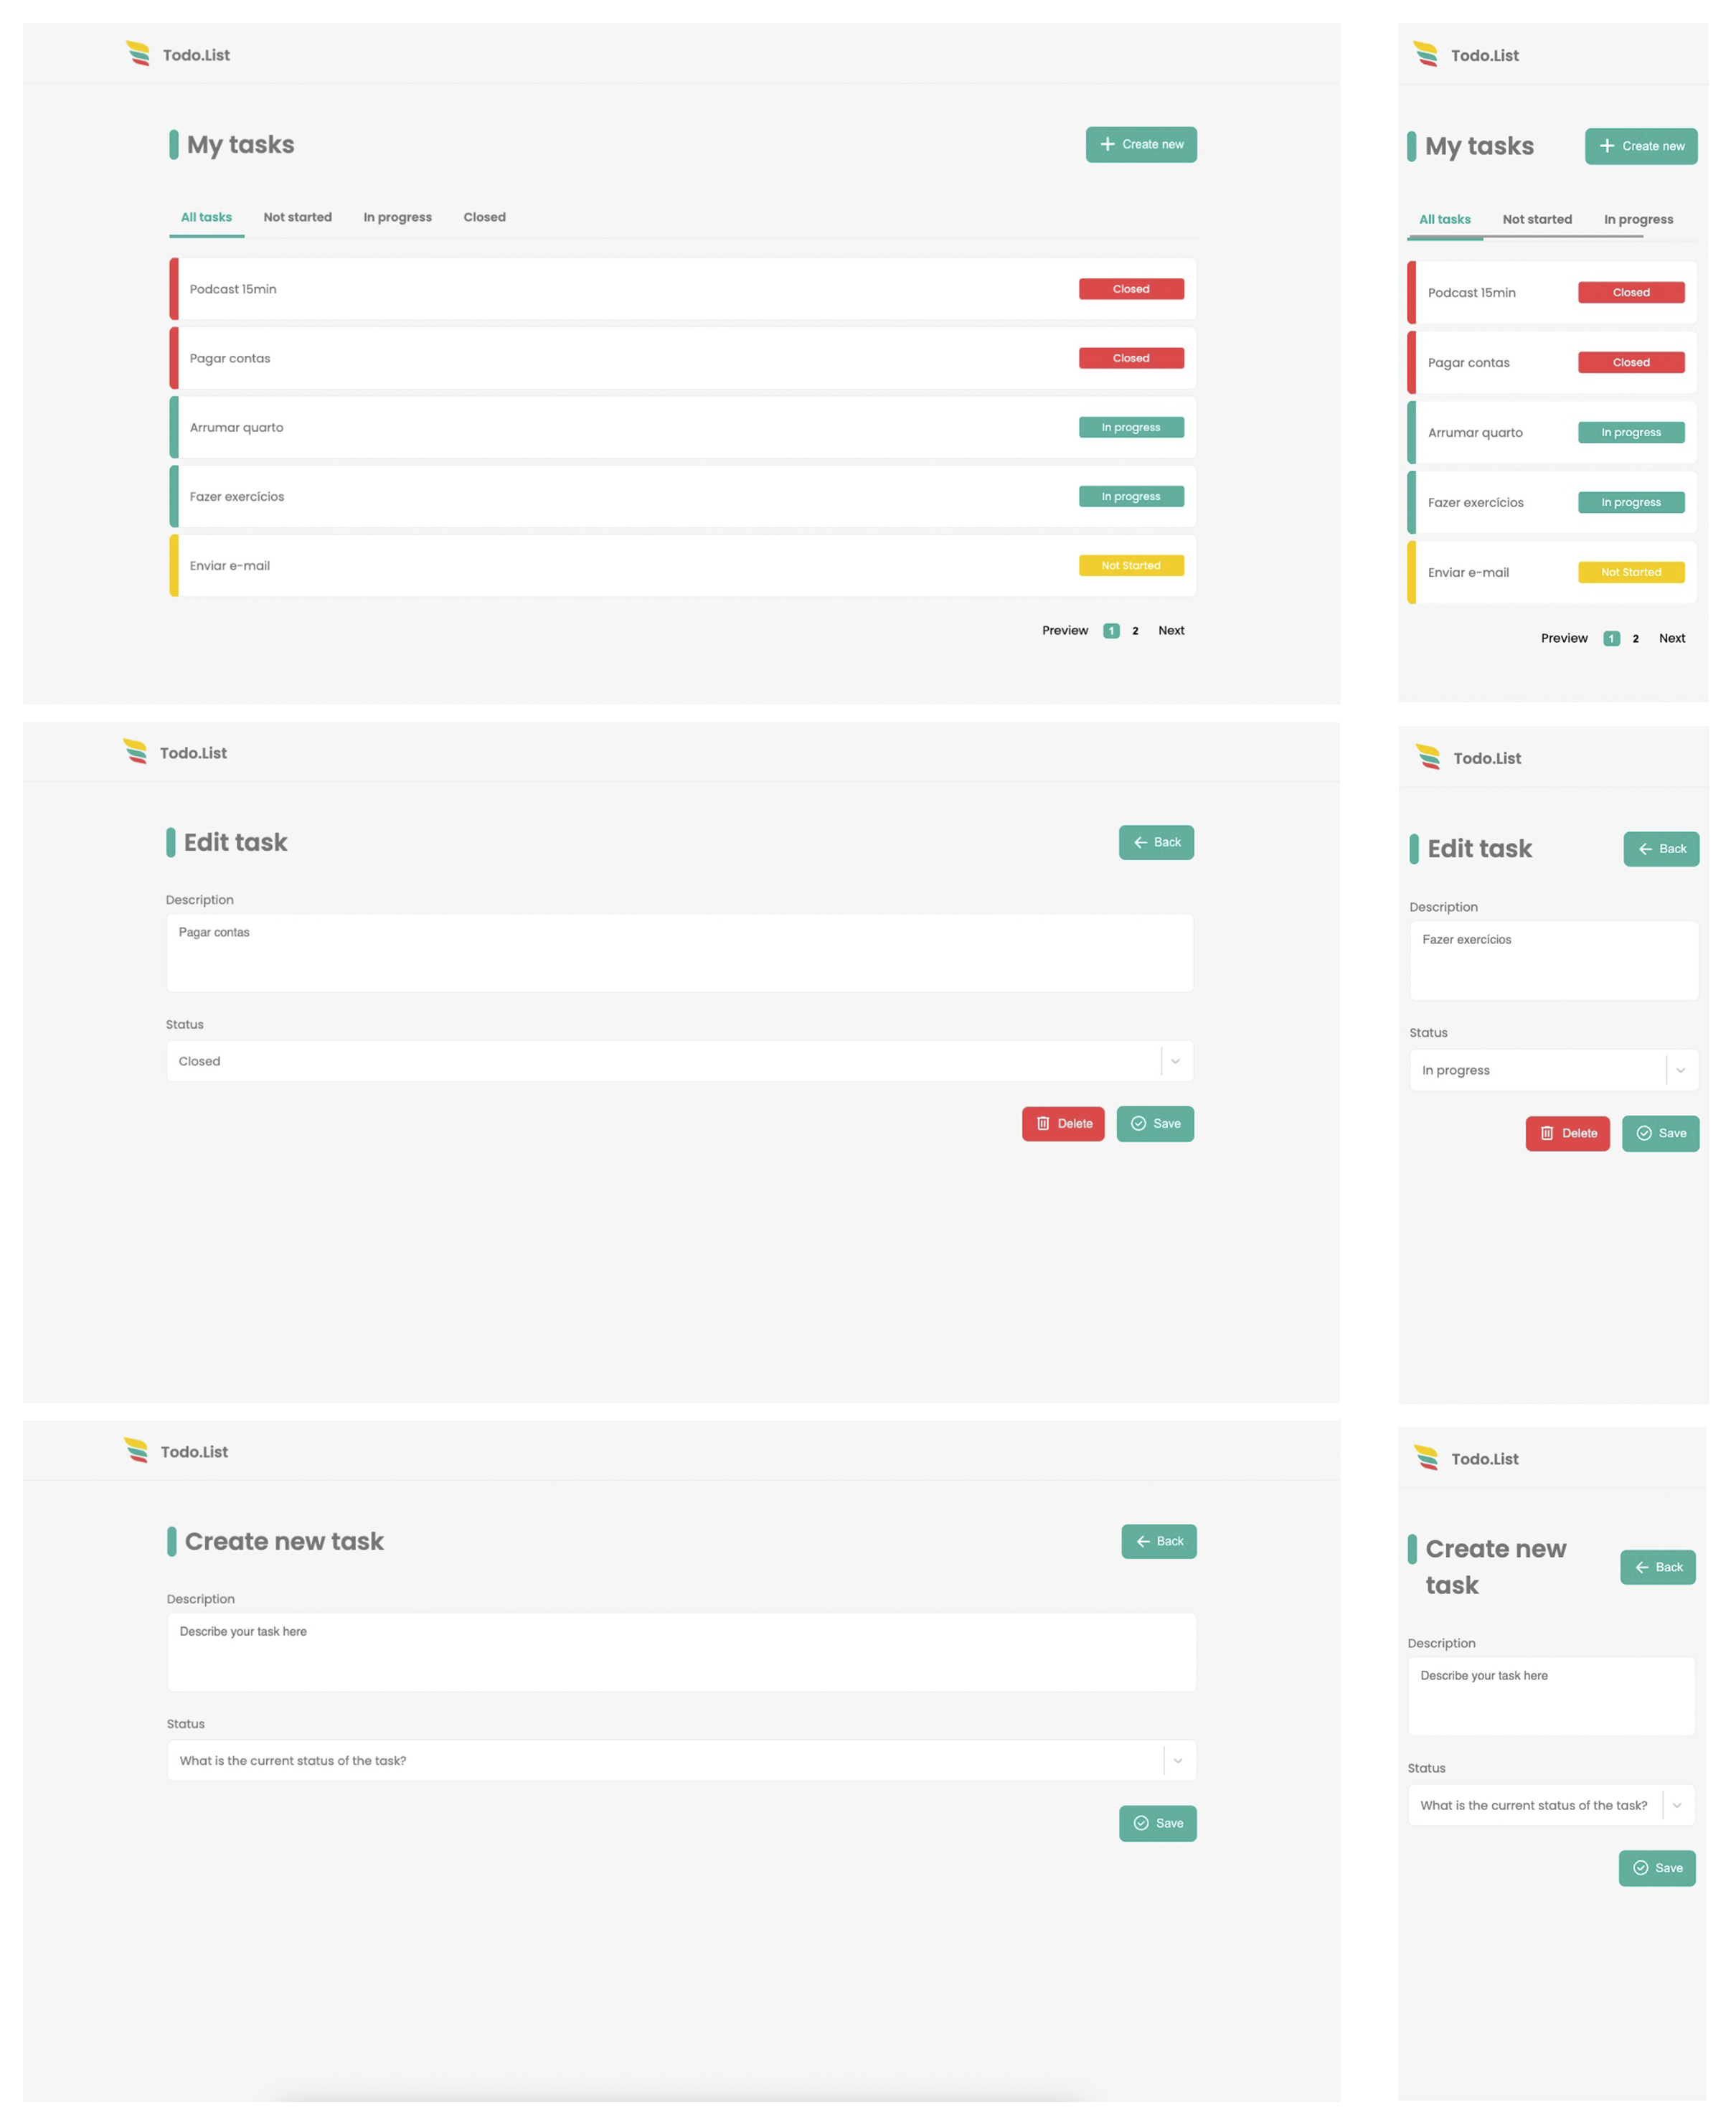 Todo.List
My tasks
Create new
All tasks Not started In progress Closed
Podcast 15min Closed
Pagar contas Closed
Arrumar quarto In progress
Fazer exercícios In progress
Enviar e-mail Not Started
Preview 1 2 Next
Todo.List
My tasks
Create new
All tasks Not started In progress
Podcast 15min Closed
Pagar contas Closed
Arrumar quarto In progress
Fazer exercícios In progress
Enviar e-mail Not Started
Preview 1 2 Next
Todo.List
Edit task
Back
Description
Pagar contas
Status
Closed
Delete Save
Todo.List
Edit task
Back
Description
Fazer exercícios
Status
In progress
Delete Save
Todo.List
Create new task
Back
Description
Describe your task here
Status
What is the current status of the task?
Save
Todo.List
Create new
task
Back
Description
Describe your task here
Status
What is the current status of the task?
Save